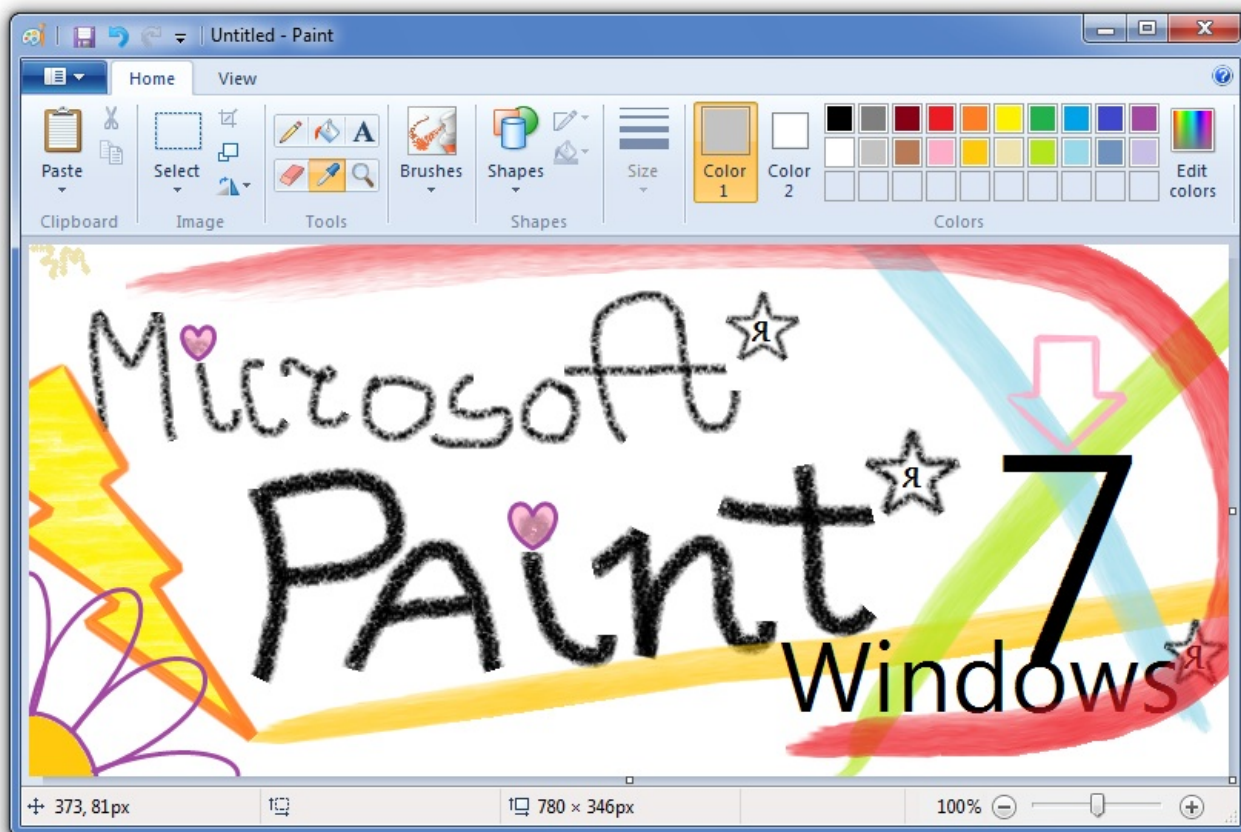 Untitled - Paint
Home View
Paste
Select
A
Brushes
Shapes
Size
Color 1
Color 2
Edit colors
Clipboard
Image
Tools
Shapes
Colors
Microsoft Я
Paint Я
7
Windows Я
373, 81px
780 × 346px
100%